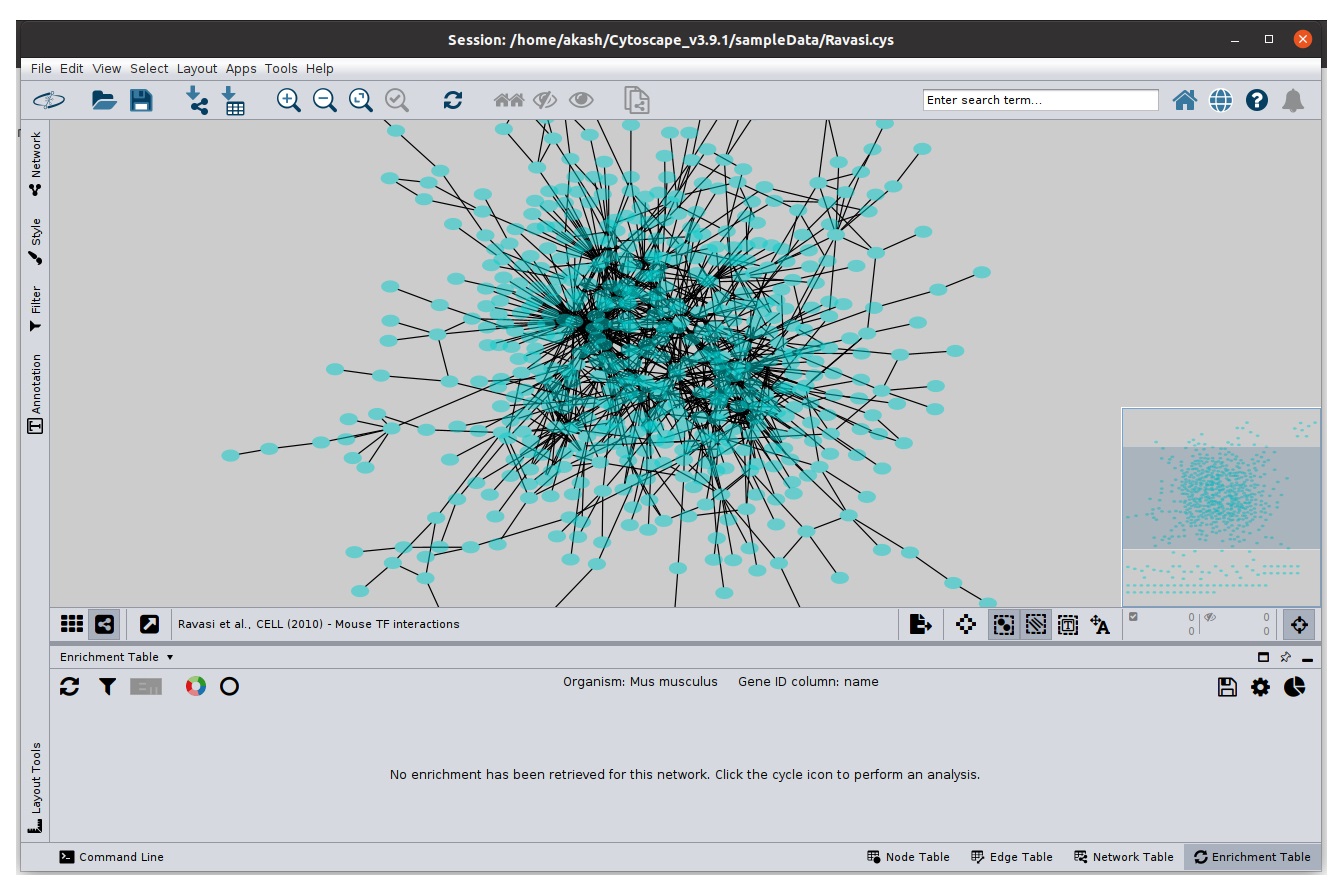 Session: /home/akash/Cytoscape_v3.9.1/sampleData/Ravasi.cys
File Edit View Select Layout Apps Tools Help
Enter search term...
Network
Style
Filter
Annotation
Ravasi et al., CELL (2010) - Mouse TF interactions
0 0
0 0
Enrichment Table
Organism: Mus musculus Gene ID column: name
No enrichment has been retrieved for this network. Click the cycle icon to perform an analysis.
Layout Tools
Command Line
Node Table Edge Table Network Table Enrichment Table